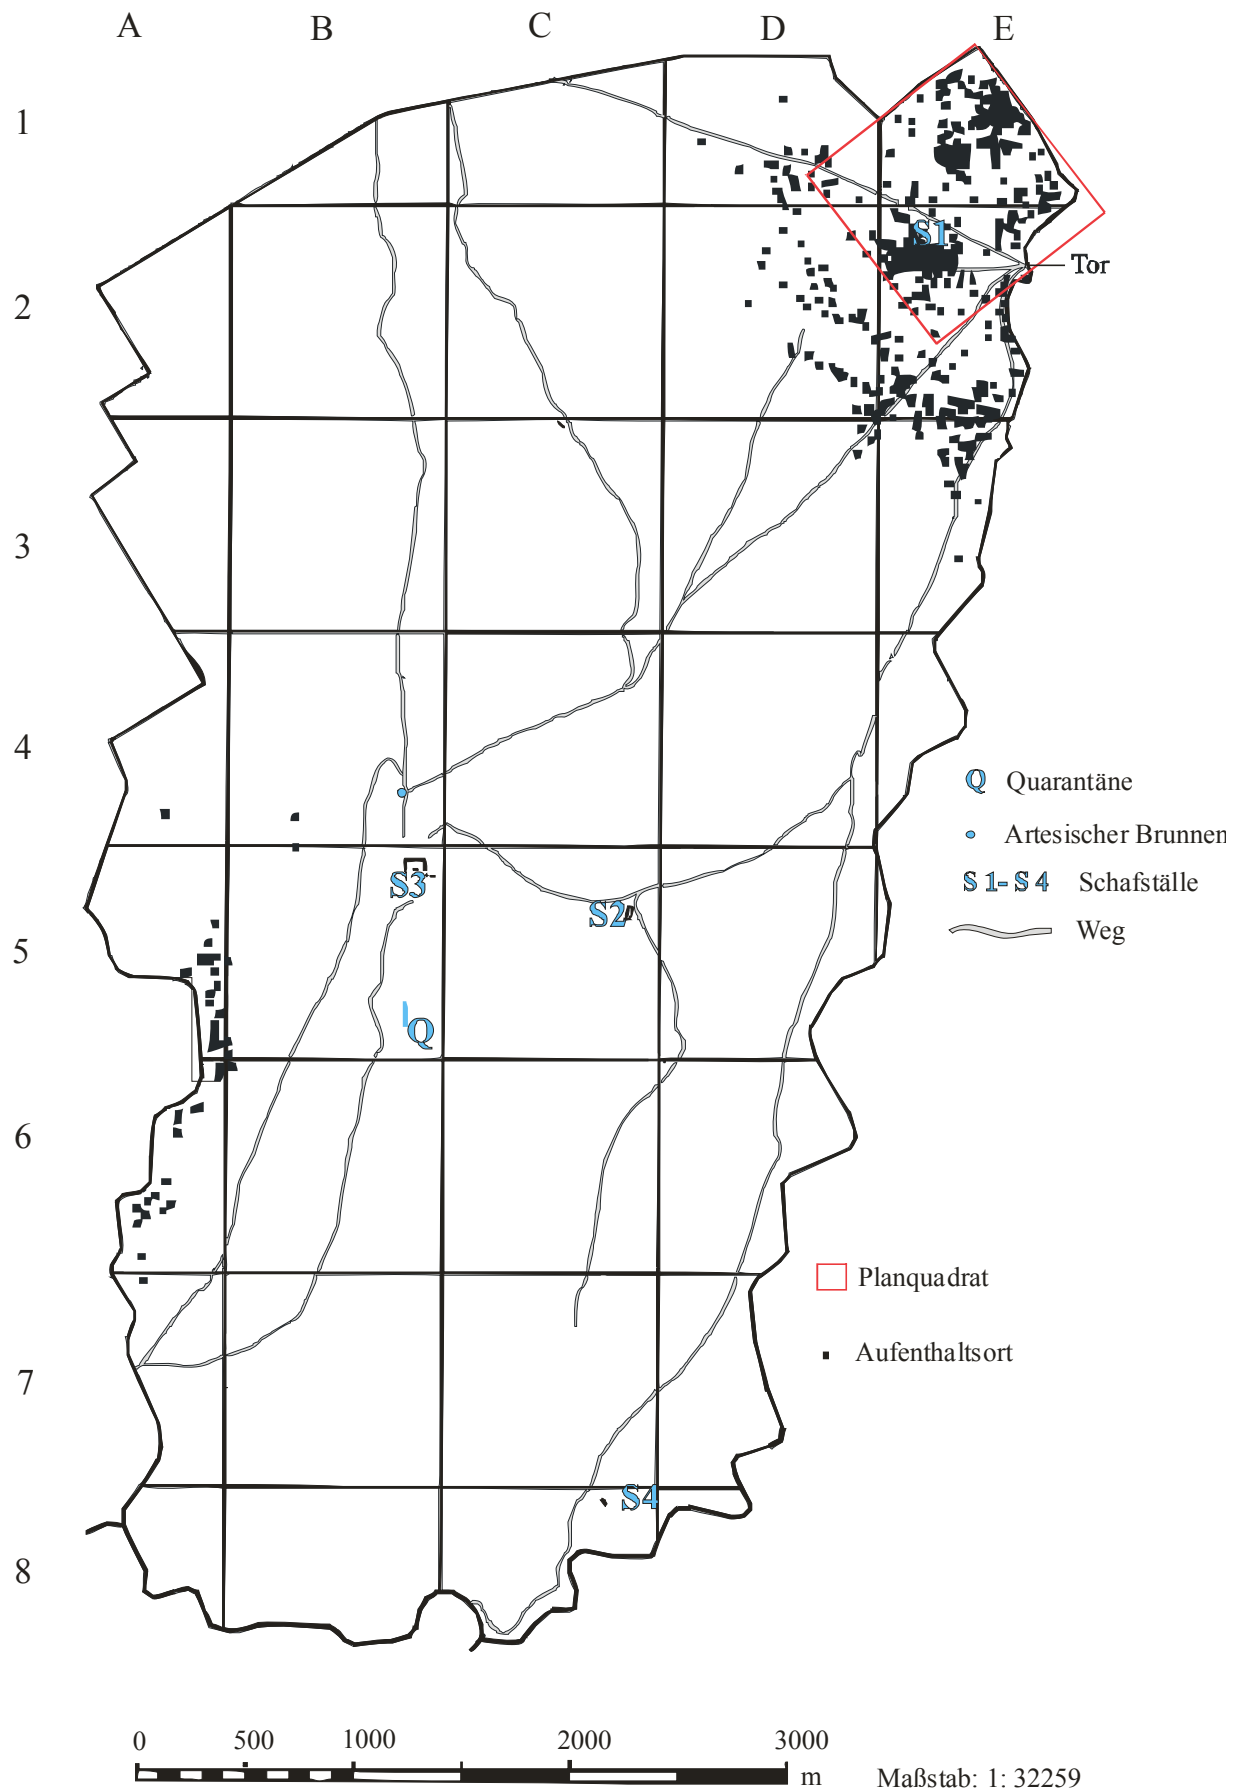 A B C D E
1
S1
Tor
2
3
4
Q Quarantäne
Artesischer Brunnen
S3
S 1- S 4 Schafställe
S2
Weg
5
Q
6
Planquadrat
Aufenthaltsort
7
S4
8
0 500 1000 2000 3000
m Maßstab: 1: 32259